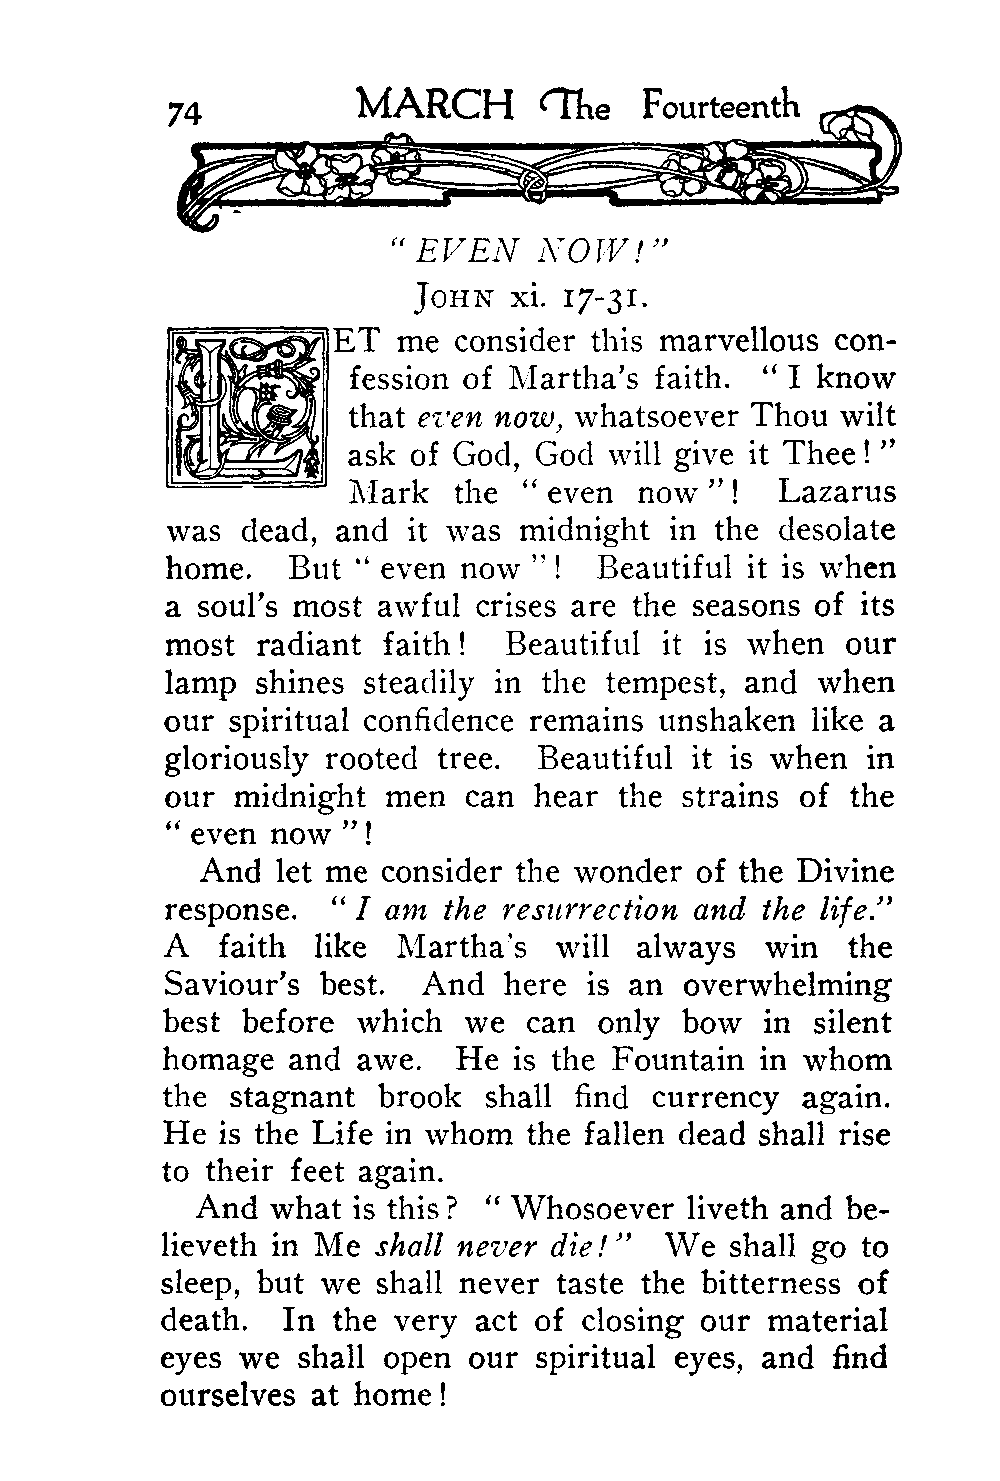 74 MARCH The Fourteenth
“ EVEN NOW! ”
JOHN xi. 17-31.
LET me consider this marvellous con-
fession of Martha's faith. “ I know
that even now, whatsoever Thou wilt
ask of God, God will give it Thee! ”
Mark the “ even now ”! Lazarus
was dead, and it was midnight in the desolate
home. But “ even now ”! Beautiful it is when
a soul's most awful crises are the seasons of its
most radiant faith! Beautiful it is when our
lamp shines steadily in the tempest, and when
our spiritual confidence remains unshaken like a
gloriously rooted tree. Beautiful it is when in
our midnight men can hear the strains of the
“ even now ”!
And let me consider the wonder of the Divine
response. “ I am the resurrection and the life.”
A faith like Martha's will always win the
Saviour's best. And here is an overwhelming
best before which we can only bow in silent
homage and awe. He is the Fountain in whom
the stagnant brook shall find currency again.
He is the Life in whom the fallen dead shall rise
to their feet again.
And what is this? “ Whosoever liveth and be-
lieveth in Me shall never die! ” We shall go to
sleep, but we shall never taste the bitterness of
death. In the very act of closing our material
eyes we shall open our spiritual eyes, and find
ourselves at home!